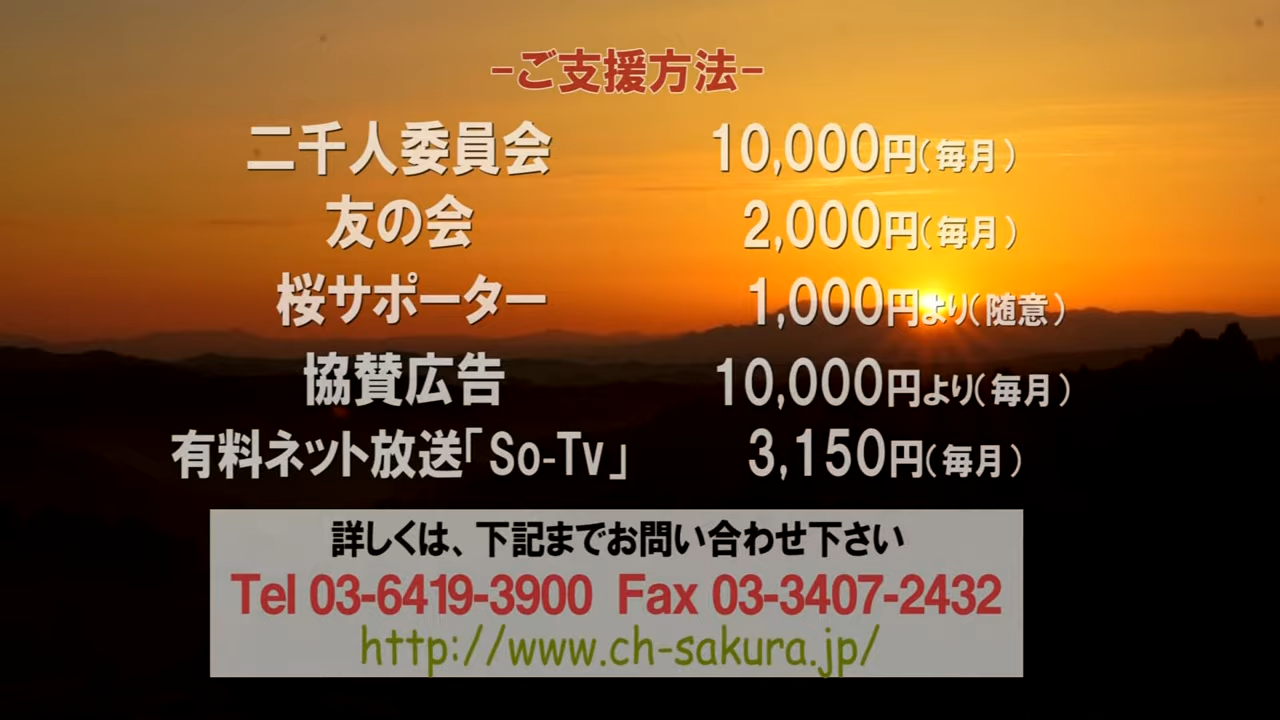 -ご支援方法-
二千人委員会 10,000円(毎月)
友の会 2,000円(毎月)
桜サポーター 1,000円より(随意)
協賛広告 10,000円より(毎月)
有料ネット放送「So-Tv」 3,150円(毎月)
詳しくは、下記までお問い合わせ下さい
Tel 03-6419-3900 Fax 03-3407-2432
http://www.ch-sakura.jp/